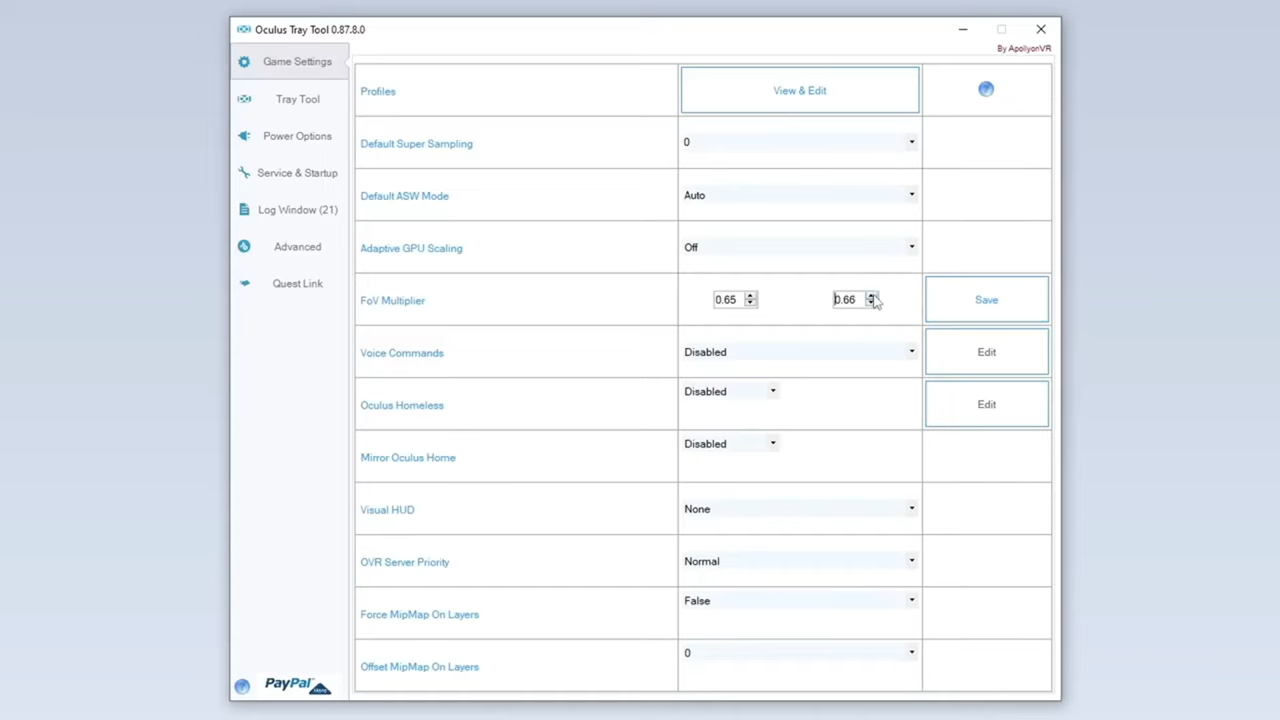 Oculus Tray Tool 0.87.8.0
By ApollyonVR
Game Settings
Tray Tool
Power Options
Service & Startup
Log Window (21)
Advanced
Quest Link
PayPal
Here
Profiles
View & Edit
Default Super Sampling
0
Default ASW Mode
Auto
Adaptive GPU Scaling
Off
FoV Multiplier
0.65
0.66
Save
Voice Commands
Disabled
Edit
Oculus Homeless
Disabled
Edit
Mirror Oculus Home
Disabled
Visual HUD
None
OVR Server Priority
Normal
Force MipMap On Layers
False
Offset MipMap On Layers
0